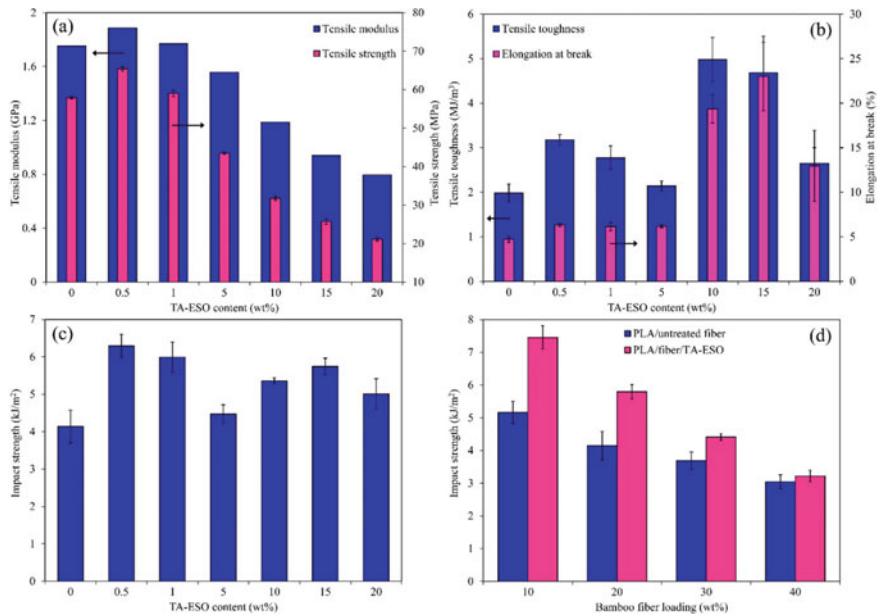 (a)
Tensile modulus
Tensile strength
2
1.6
1.2
0.8
0.4
0
Tensile modulus (GPa)
80
70
60
50
40
30
20
10
Tensile strength (MPa)
0 0.5 1 5 10 15 20
TA-ESO content (wt%)
(b)
Tensile toughness
Elongation at break
6
5
4
3
2
1
0
Tensile toughness (MJ/m³)
30
25
20
15
10
5
0
Elongation at break (%)
0 0.5 1 5 10 15 20
TA-ESO content (wt%)
(c)
7
6
5
4
3
2
1
0
Impact strength (kJ/m²)
0 0.5 1 5 10 15 20
TA-ESO content (wt%)
(d)
PLA/untreated fiber
PLA/fiber/TA-ESO
8
7
6
5
4
3
2
1
0
Impact strength (kJ/m²)
10 20 30 40
Bamboo fiber loading (wt%)